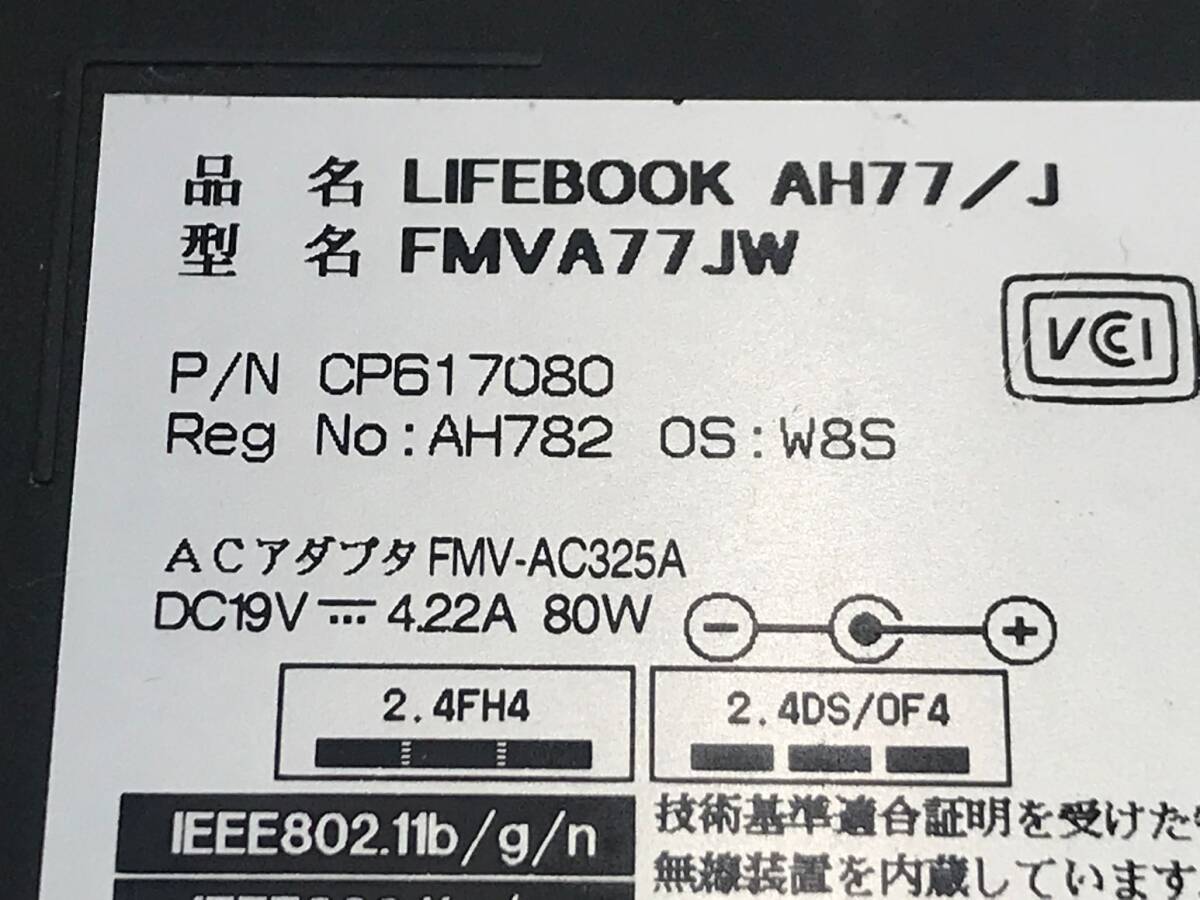 品 名 LIFEBOOK AH77/J
型 名 FMVA77JW
VCCI
P/N CP617080
Reg No:AH782 OS:W8S
ACアダプタ FMV-AC325A
DC19V 4.22A 80W
2.4FH4
2.4DS/OF4
IEEE802.11b/g/n
技術基準適合証明を受けた
無線装置を内蔵しています